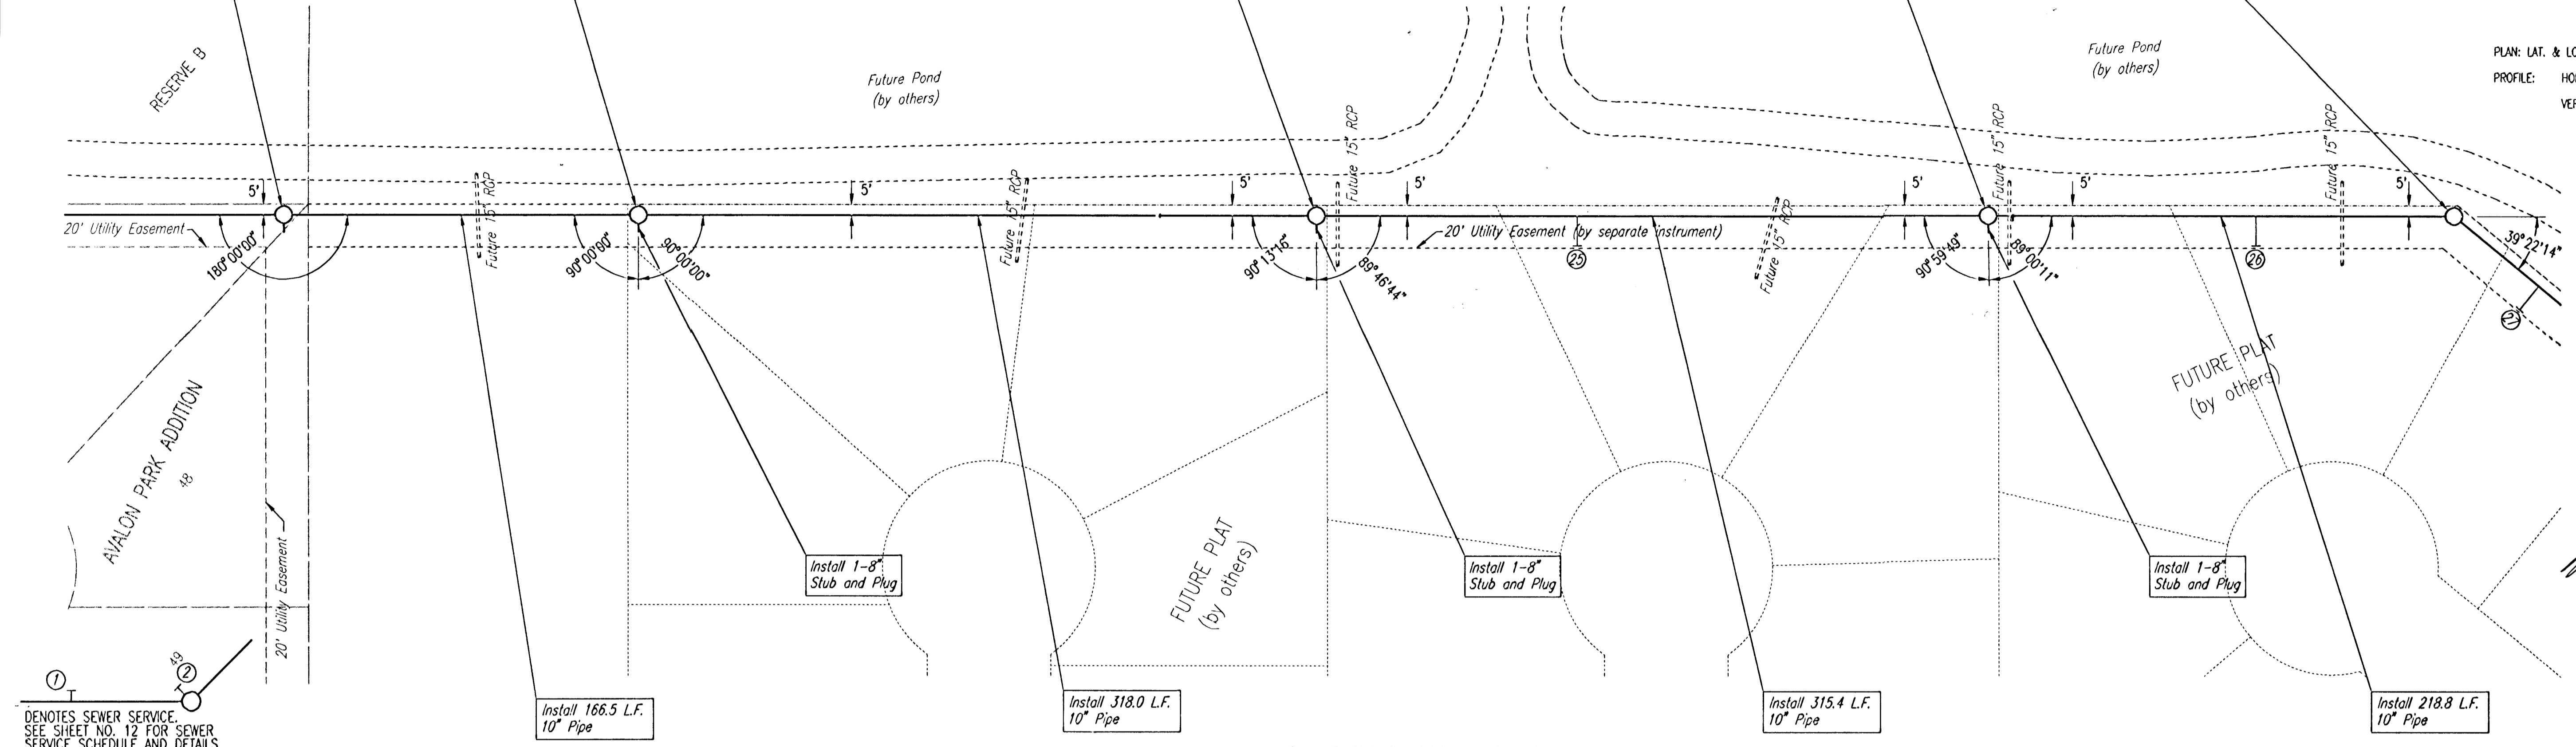 RESERVE B
Future Pond
(by others)
Future Pond
(by others)
PLAN: LAT. & LO
PROFILE: HO
VER
5'
5'
5'
5'
5'
5'
5'
Future 15" RCP
Future 15" RCP
Future 15" RCP
Future 15" RCP
Future 15" RCP
Future 15" RCP
20' Utility Easement
20' Utility Easement (by separate instrument)
180°00'00"
90°00'00"
90°00'00"
90°13'16"
89°46'44"
90°59'49"
89°00'11"
39°22'14"
25
26
27
AVALON PARK ADDITION
48
20' Utility Easement
FUTURE PLAT
(by others)
FUTURE PLAT
(by others)
Install 1-8"
Stub and Plug
Install 1-8"
Stub and Plug
Install 1-8"
Stub and Plug
Install 166.5 L.F.
10" Pipe
Install 318.0 L.F.
10" Pipe
Install 315.4 L.F.
10" Pipe
Install 218.8 L.F.
10" Pipe
1
49
2
DENOTES SEWER SERVICE.
SEE SHEET NO. 12 FOR SEWER
SERVICE SCHEDULE AND DETAILS